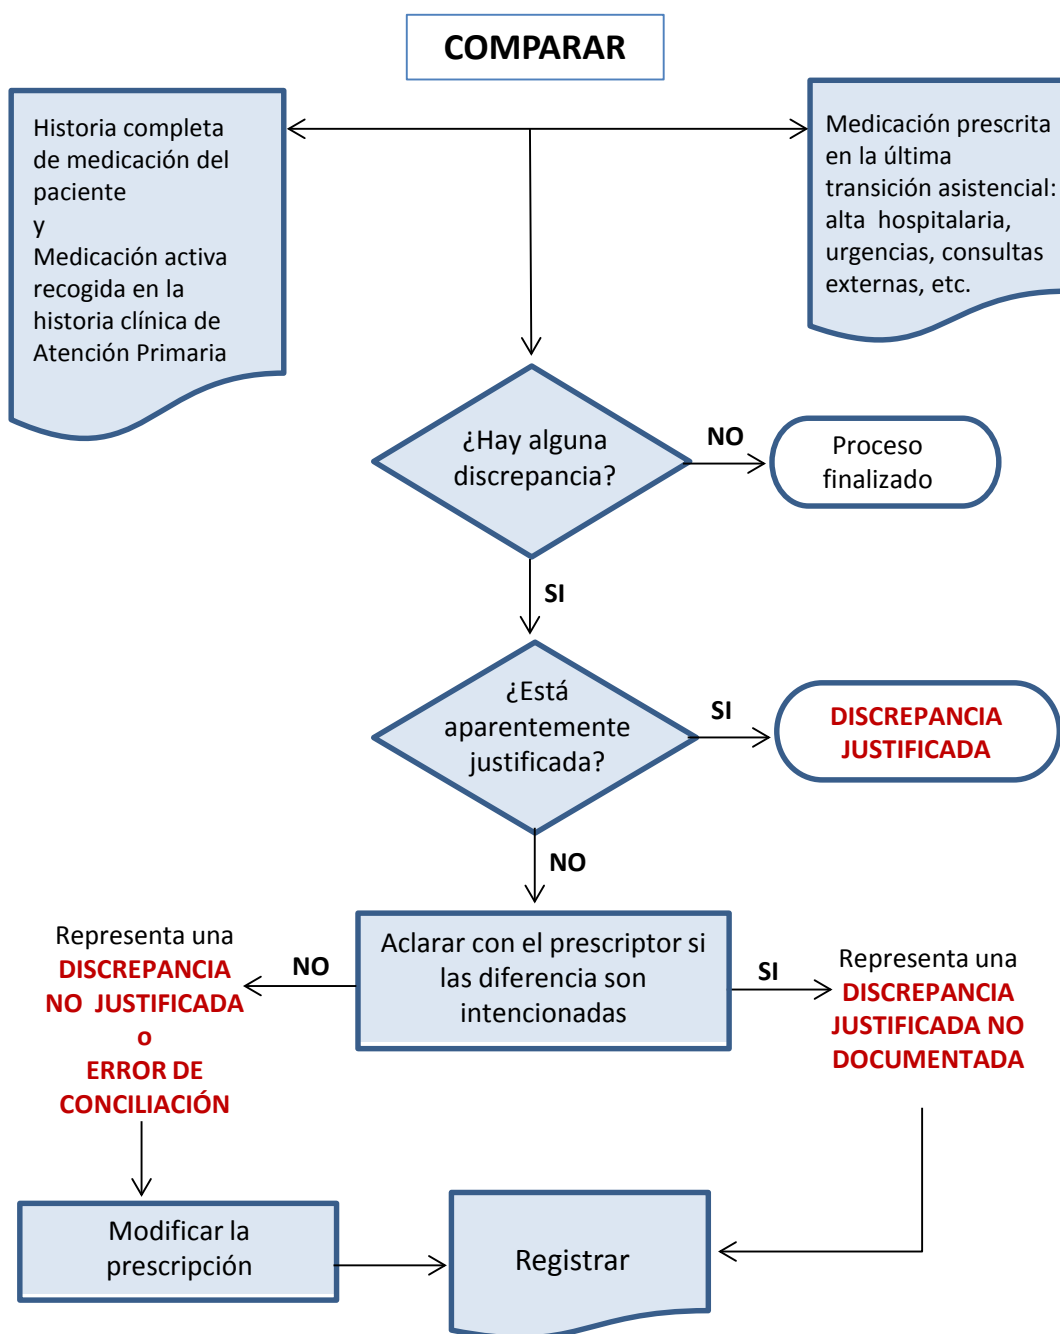 COMPARAR
Historia completa
de medicación del
paciente
y
Medicación activa
recogida en la
historia clínica de
Atención Primaria
Medicación prescrita
en la última
transición asistencial:
alta hospitalaria,
urgencias, consultas
externas, etc.
¿Hay alguna
discrepancia?
NO
Proceso
finalizado
SI
¿Está
aparentemente
justificada?
SI
DISCREPANCIA
JUSTIFICADA
NO
Aclarar con el prescriptor si
las diferencia son
intencionadas
NO
Representa una
DISCREPANCIA
NO JUSTIFICADA
o
ERROR DE
CONCILIACIÓN
SI
Representa una
DISCREPANCIA
JUSTIFICADA NO
DOCUMENTADA
Modificar la
prescripción
Registrar